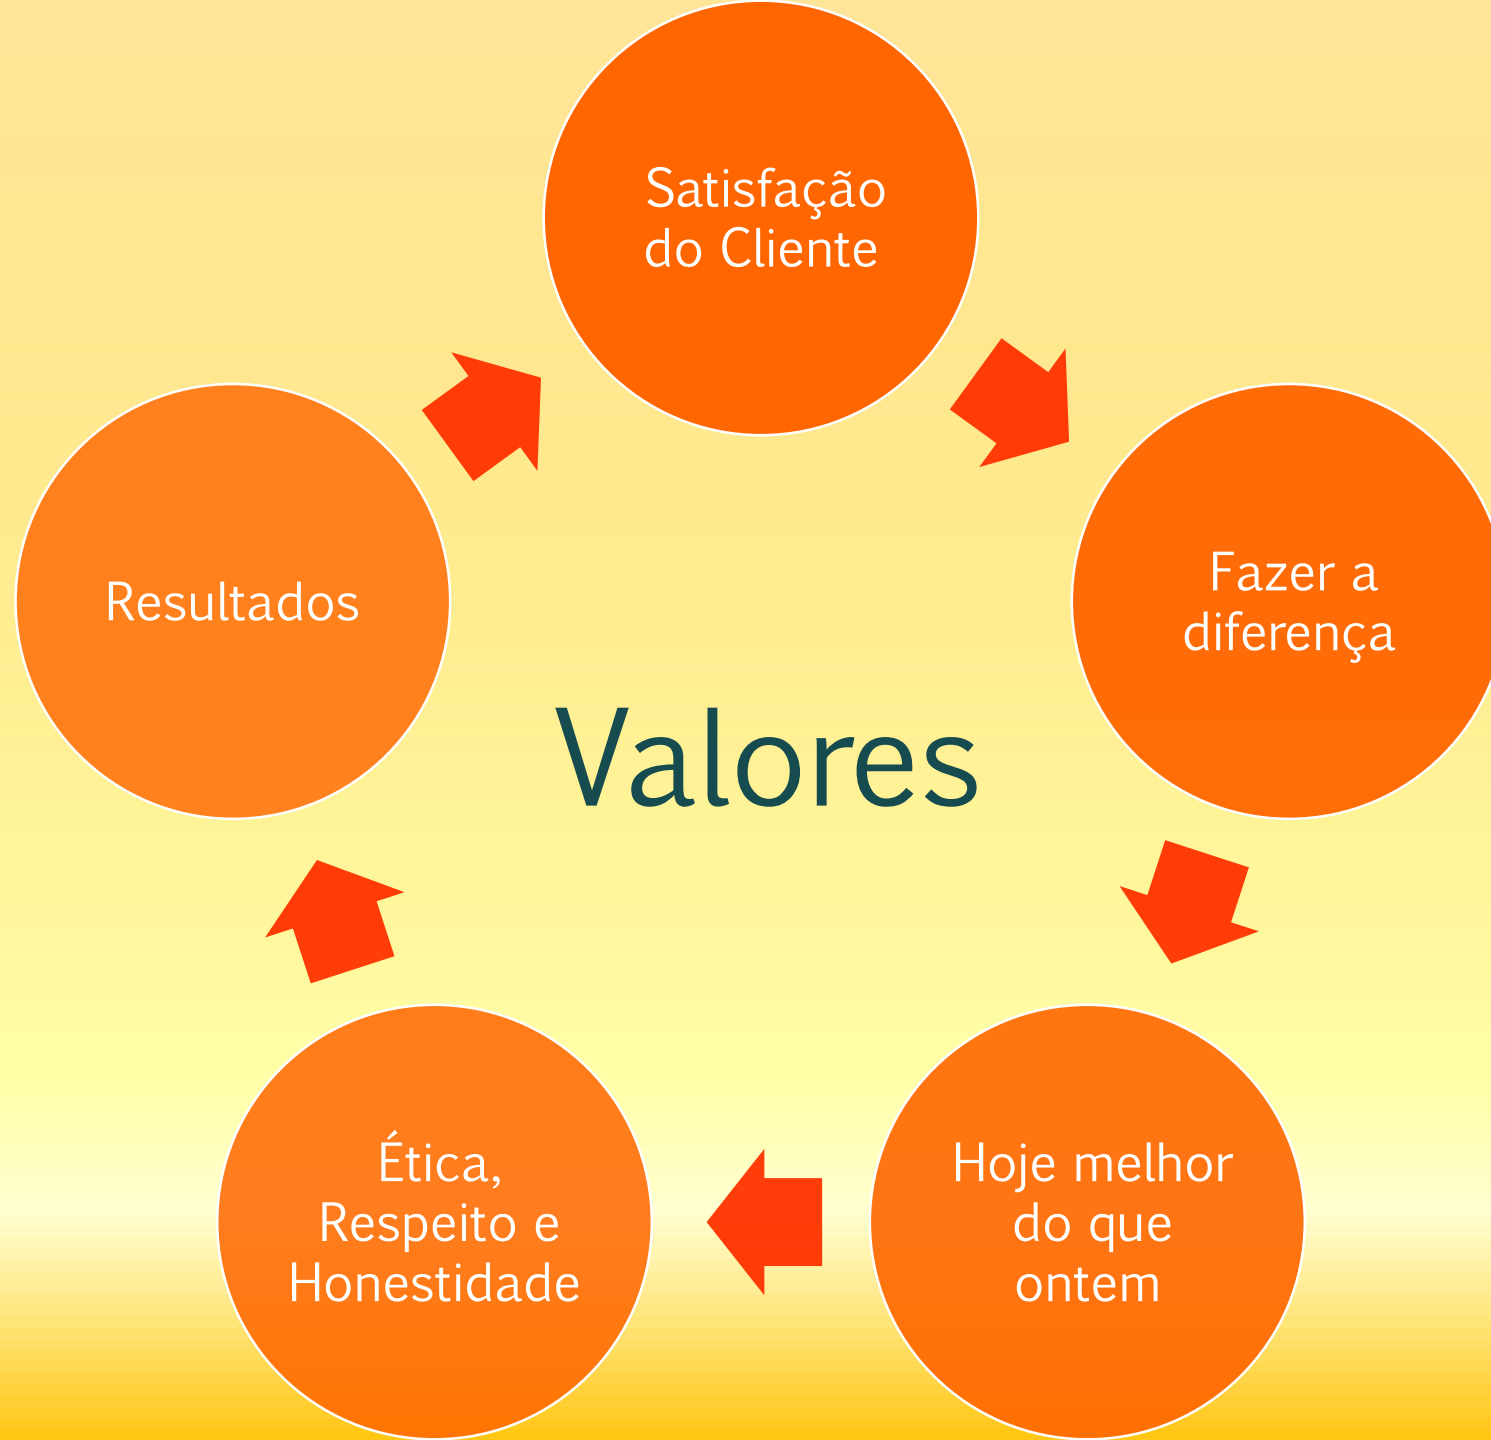 Satisfação
do Cliente
Fazer a
diferença
Hoje melhor
do que
ontem
Ética,
Respeito e
Honestidade
Resultados
Valores